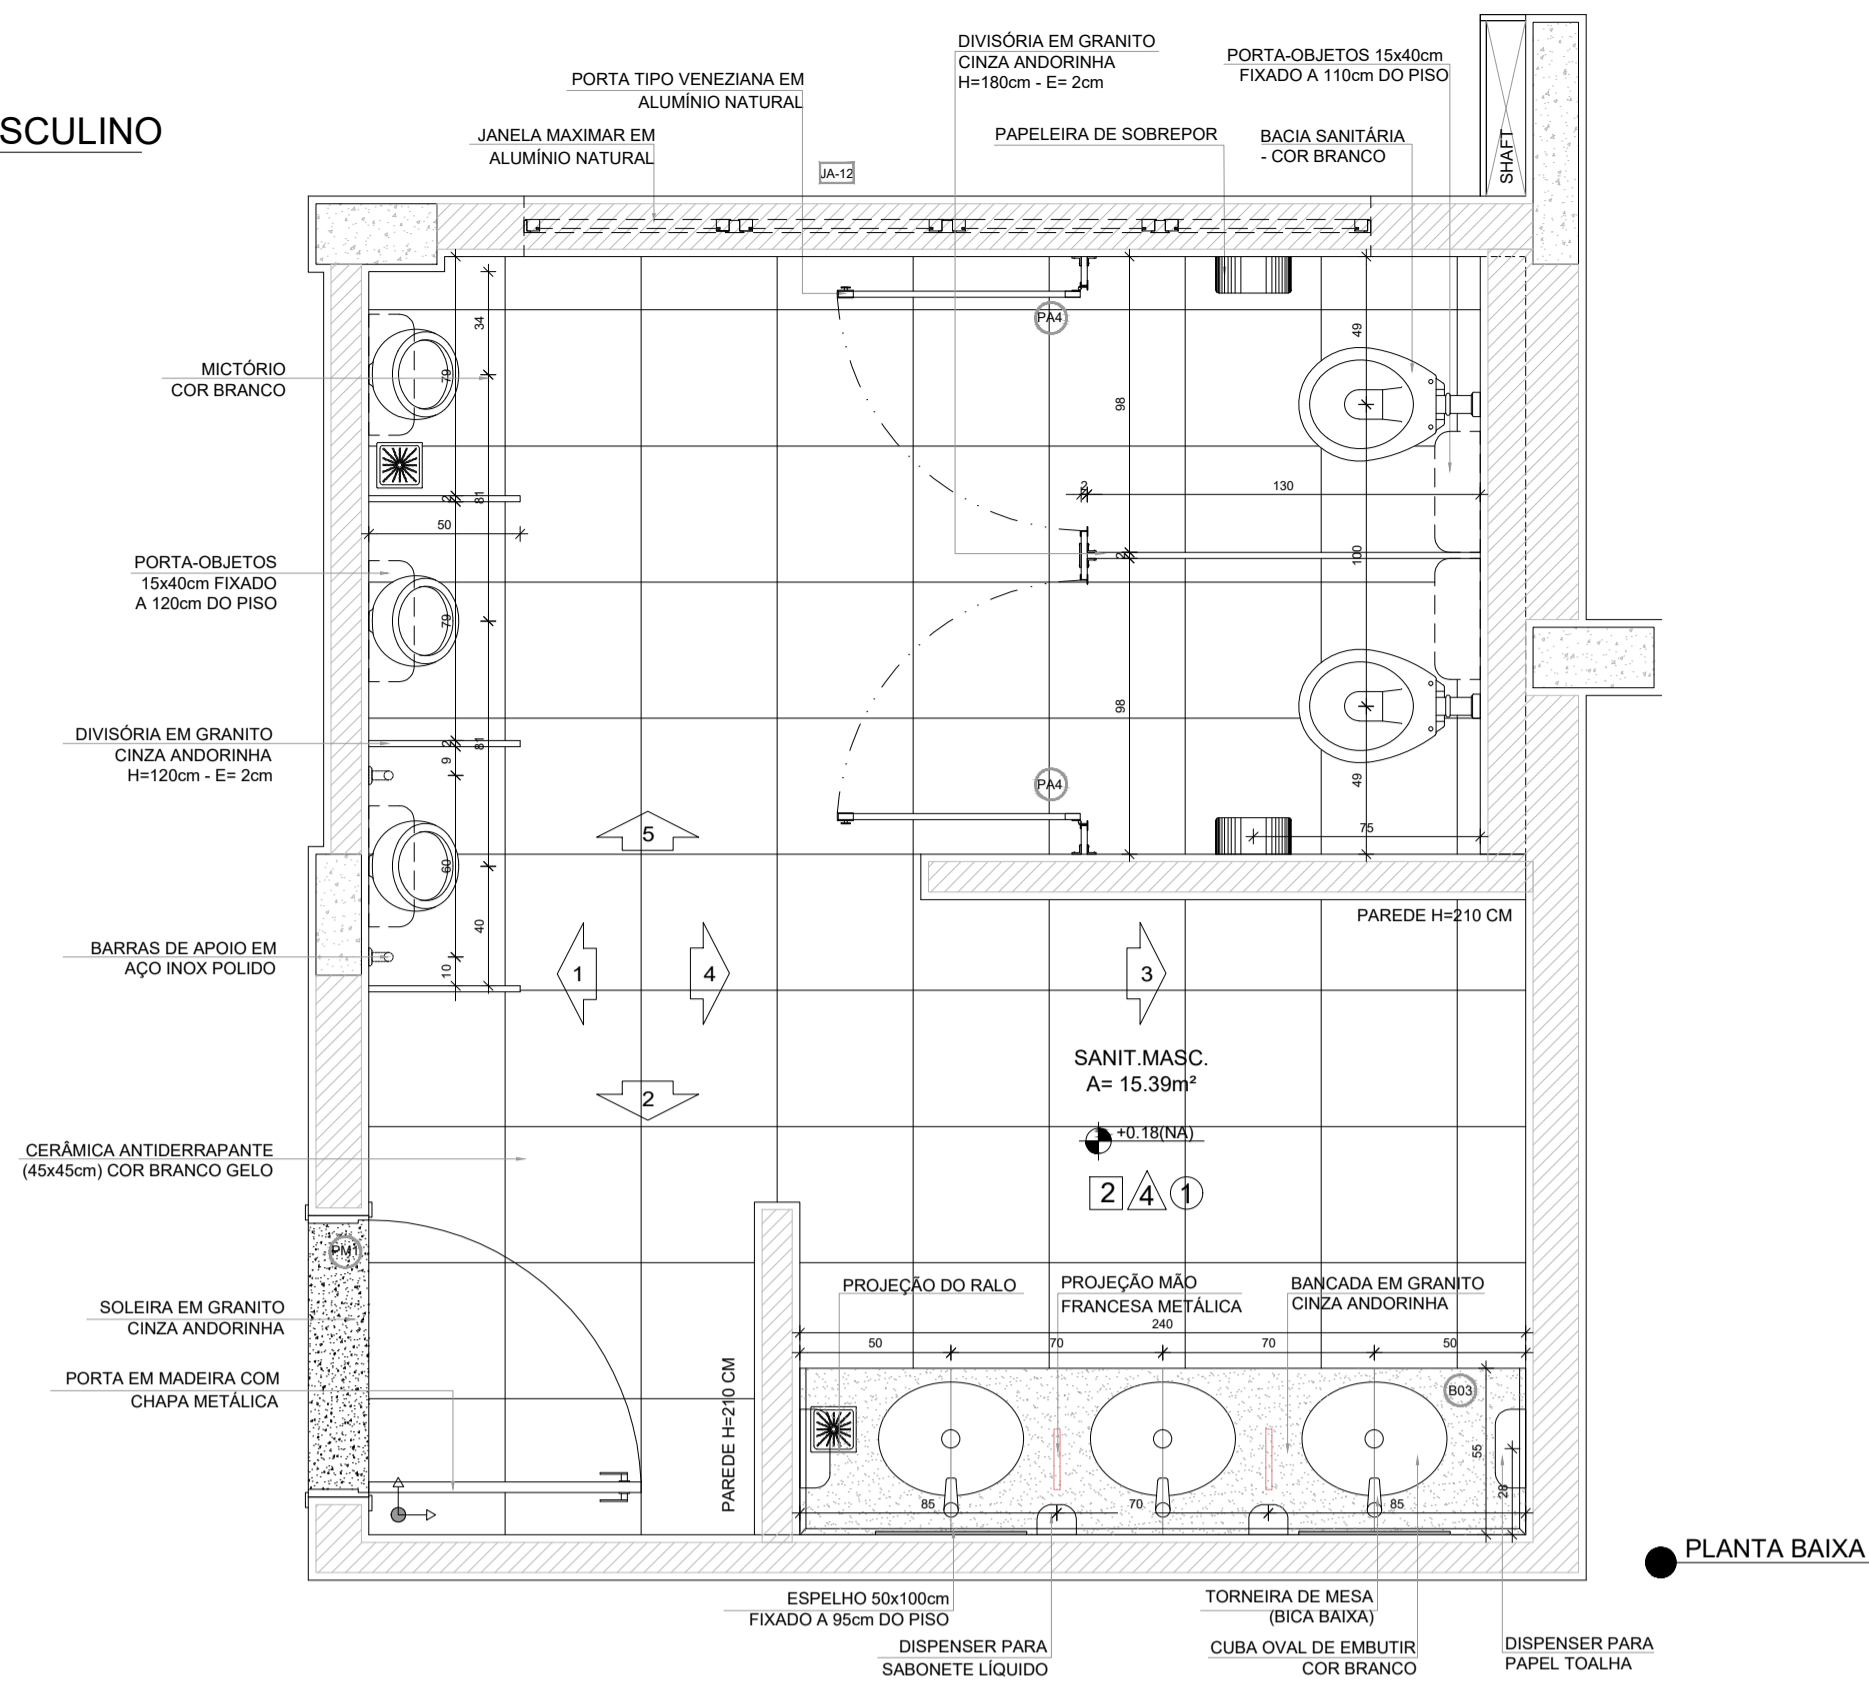 SCULINO
DIVISÓRIA EM GRANITO
CINZA ANDORINHA
H=180cm - E= 2cm
PORTA-OBJETOS 15x40cm
FIXADO A 110cm DO PISO
PORTA TIPO VENEZIANA EM
ALUMÍNIO NATURAL
JANELA MAXIMAR EM
ALUMÍNIO NATURAL
PAPELEIRA DE SOBREPOR
BACIA SANITÁRIA
- COR BRANCO
SHAFT
JA-12
34
79
PA4
49
98
MICTÓRIO
COR BRANCO
2
81
50
2
130
PORTA-OBJETOS
15x40cm FIXADO
A 120cm DO PISO
2
100
79
98
DIVISÓRIA EM GRANITO
CINZA ANDORINHA
H=120cm - E= 2cm
2
81
9
PA4
49
75
5
60
40
10
BARRAS DE APOIO EM
AÇO INOX POLIDO
PAREDE H=210 CM
1
4
3
2
SANIT.MASC.
A= 15.39m²
+0.18(NA)
2
4
1
CERÂMICA ANTIDERRAPANTE
(45x45cm) COR BRANCO GELO
PM1
SOLEIRA EM GRANITO
CINZA ANDORINHA
PORTA EM MADEIRA COM
CHAPA METÁLICA
PAREDE H=210 CM
PROJEÇÃO DO RALO
PROJEÇÃO MÃO
FRANCESA METÁLICA
BANCADA EM GRANITO
CINZA ANDORINHA
240
50
70
70
50
B03
55
28
85
70
85
PLANTA BAIXA
ESPELHO 50x100cm
FIXADO A 95cm DO PISO
DISPENSER PARA
SABONETE LÍQUIDO
TORNEIRA DE MESA
(BICA BAIXA)
CUBA OVAL DE EMBUTIR
COR BRANCO
DISPENSER PARA
PAPEL TOALHA